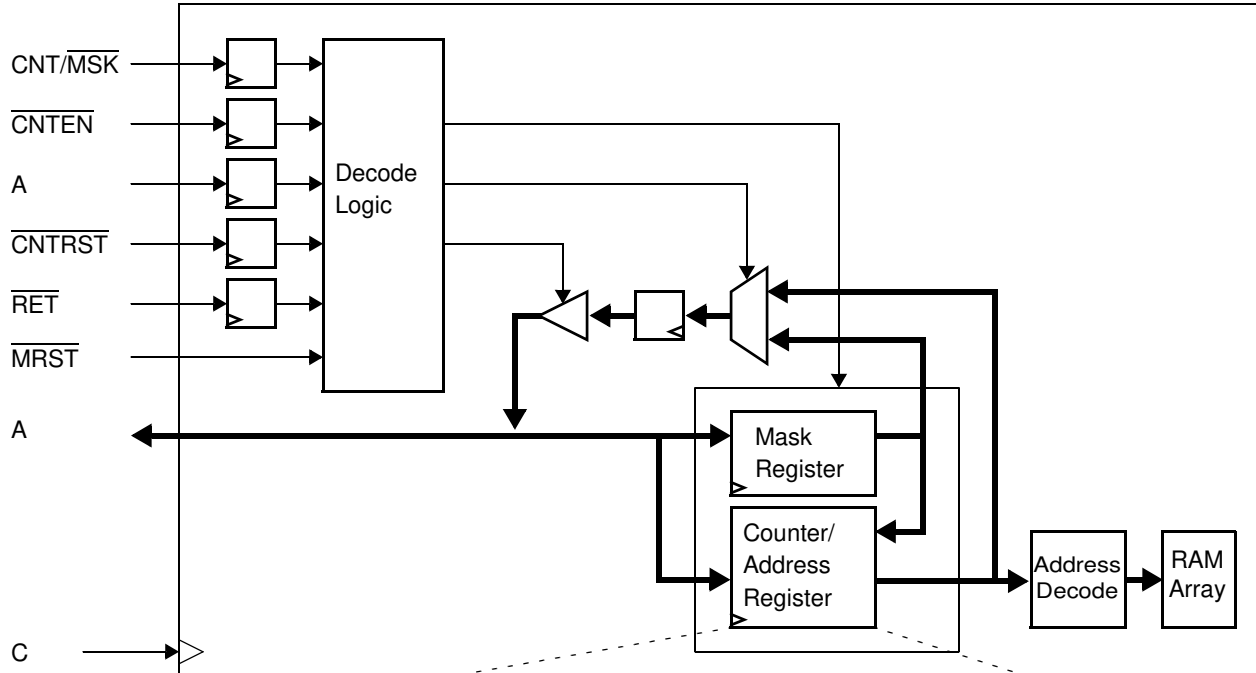 CNT/MSK
CNTEN
A
CNTRST
RET
MRST
A
C
Decode
Logic
Mask
Register
Counter/
Address
Register
Address
Decode
RAM
Array